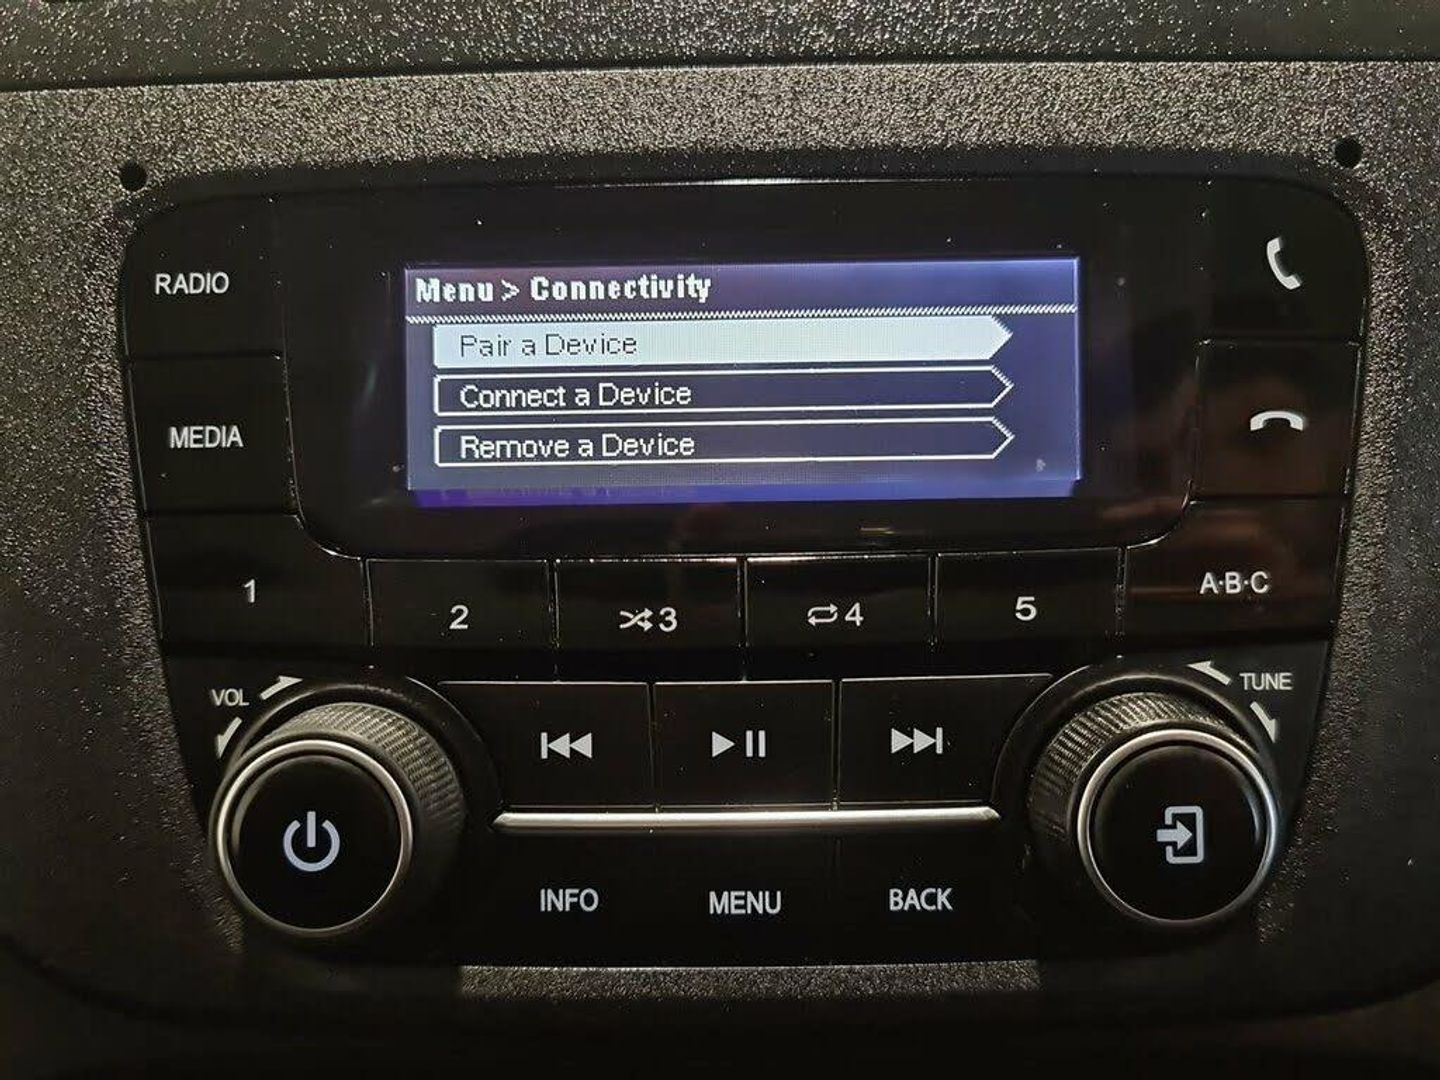 RADIO
Menu > Connectivity
Pair a Device
Connect a Device
Remove a Device
MEDIA
1
2
3
4
5
A·B·C
VOL
TUNE
INFO
MENU
BACK